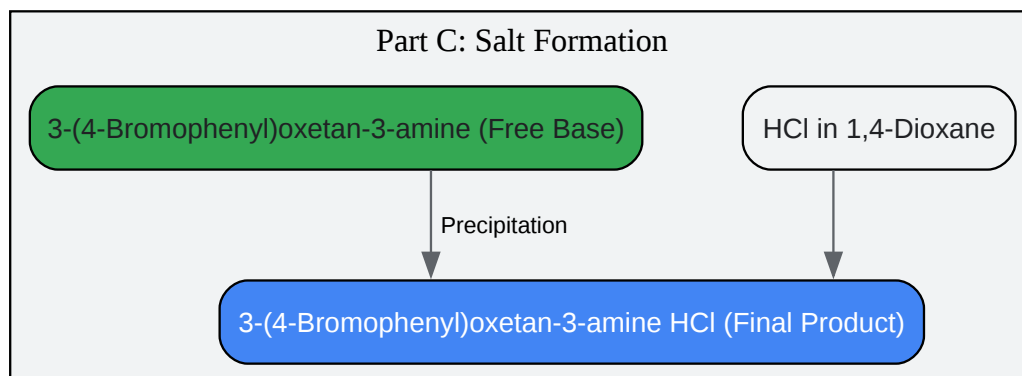 Part C: Salt Formation
3-(4-Bromophenyl)oxetan-3-amine (Free Base)
HCl in 1,4-Dioxane
Precipitation
3-(4-Bromophenyl)oxetan-3-amine HCl (Final Product)